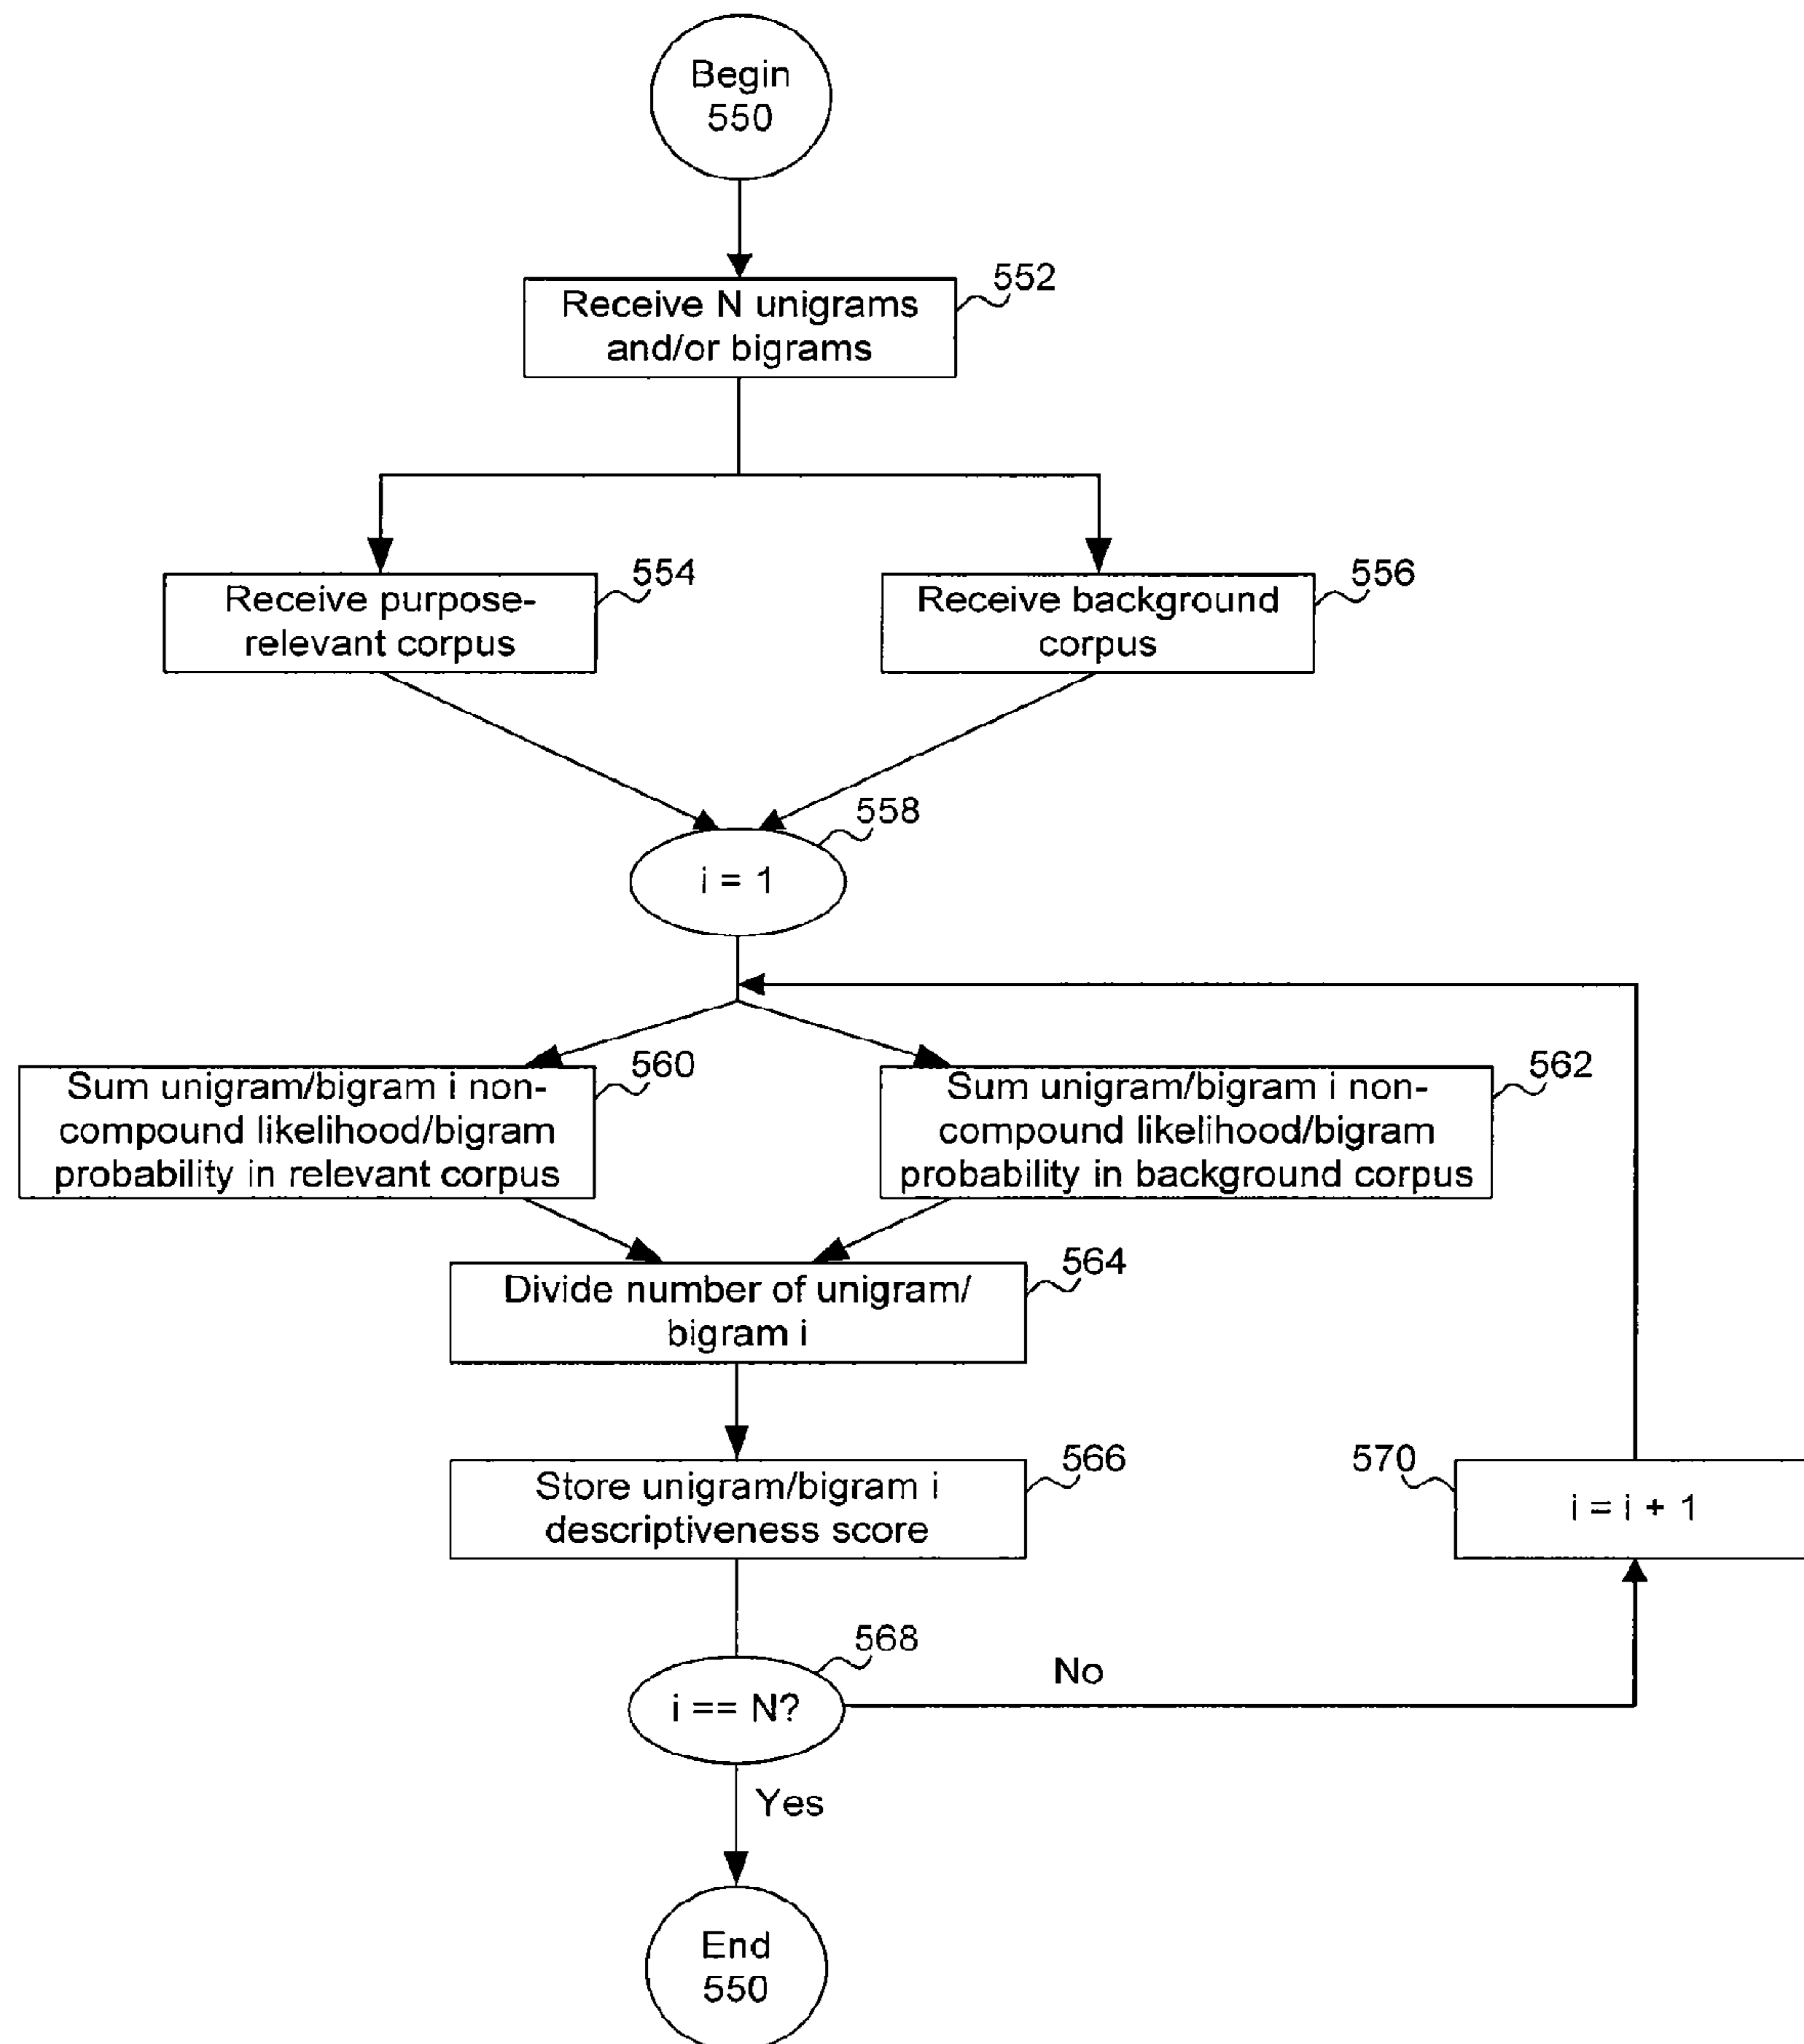 Begin
550
Receive N unigrams
and/or bigrams
552
Receive purpose-
relevant corpus
554
Receive background
corpus
556
i = 1
558
Sum unigram/bigram i non-
compound likelihood/bigram
probability in relevant corpus
560
Sum unigram/bigram i non-
compound likelihood/bigram
probability in background corpus
562
Divide number of unigram/
bigram i
564
Store unigram/bigram i
descriptiveness score
566
570
i = i + 1
i == N?
568
No
Yes
End
550